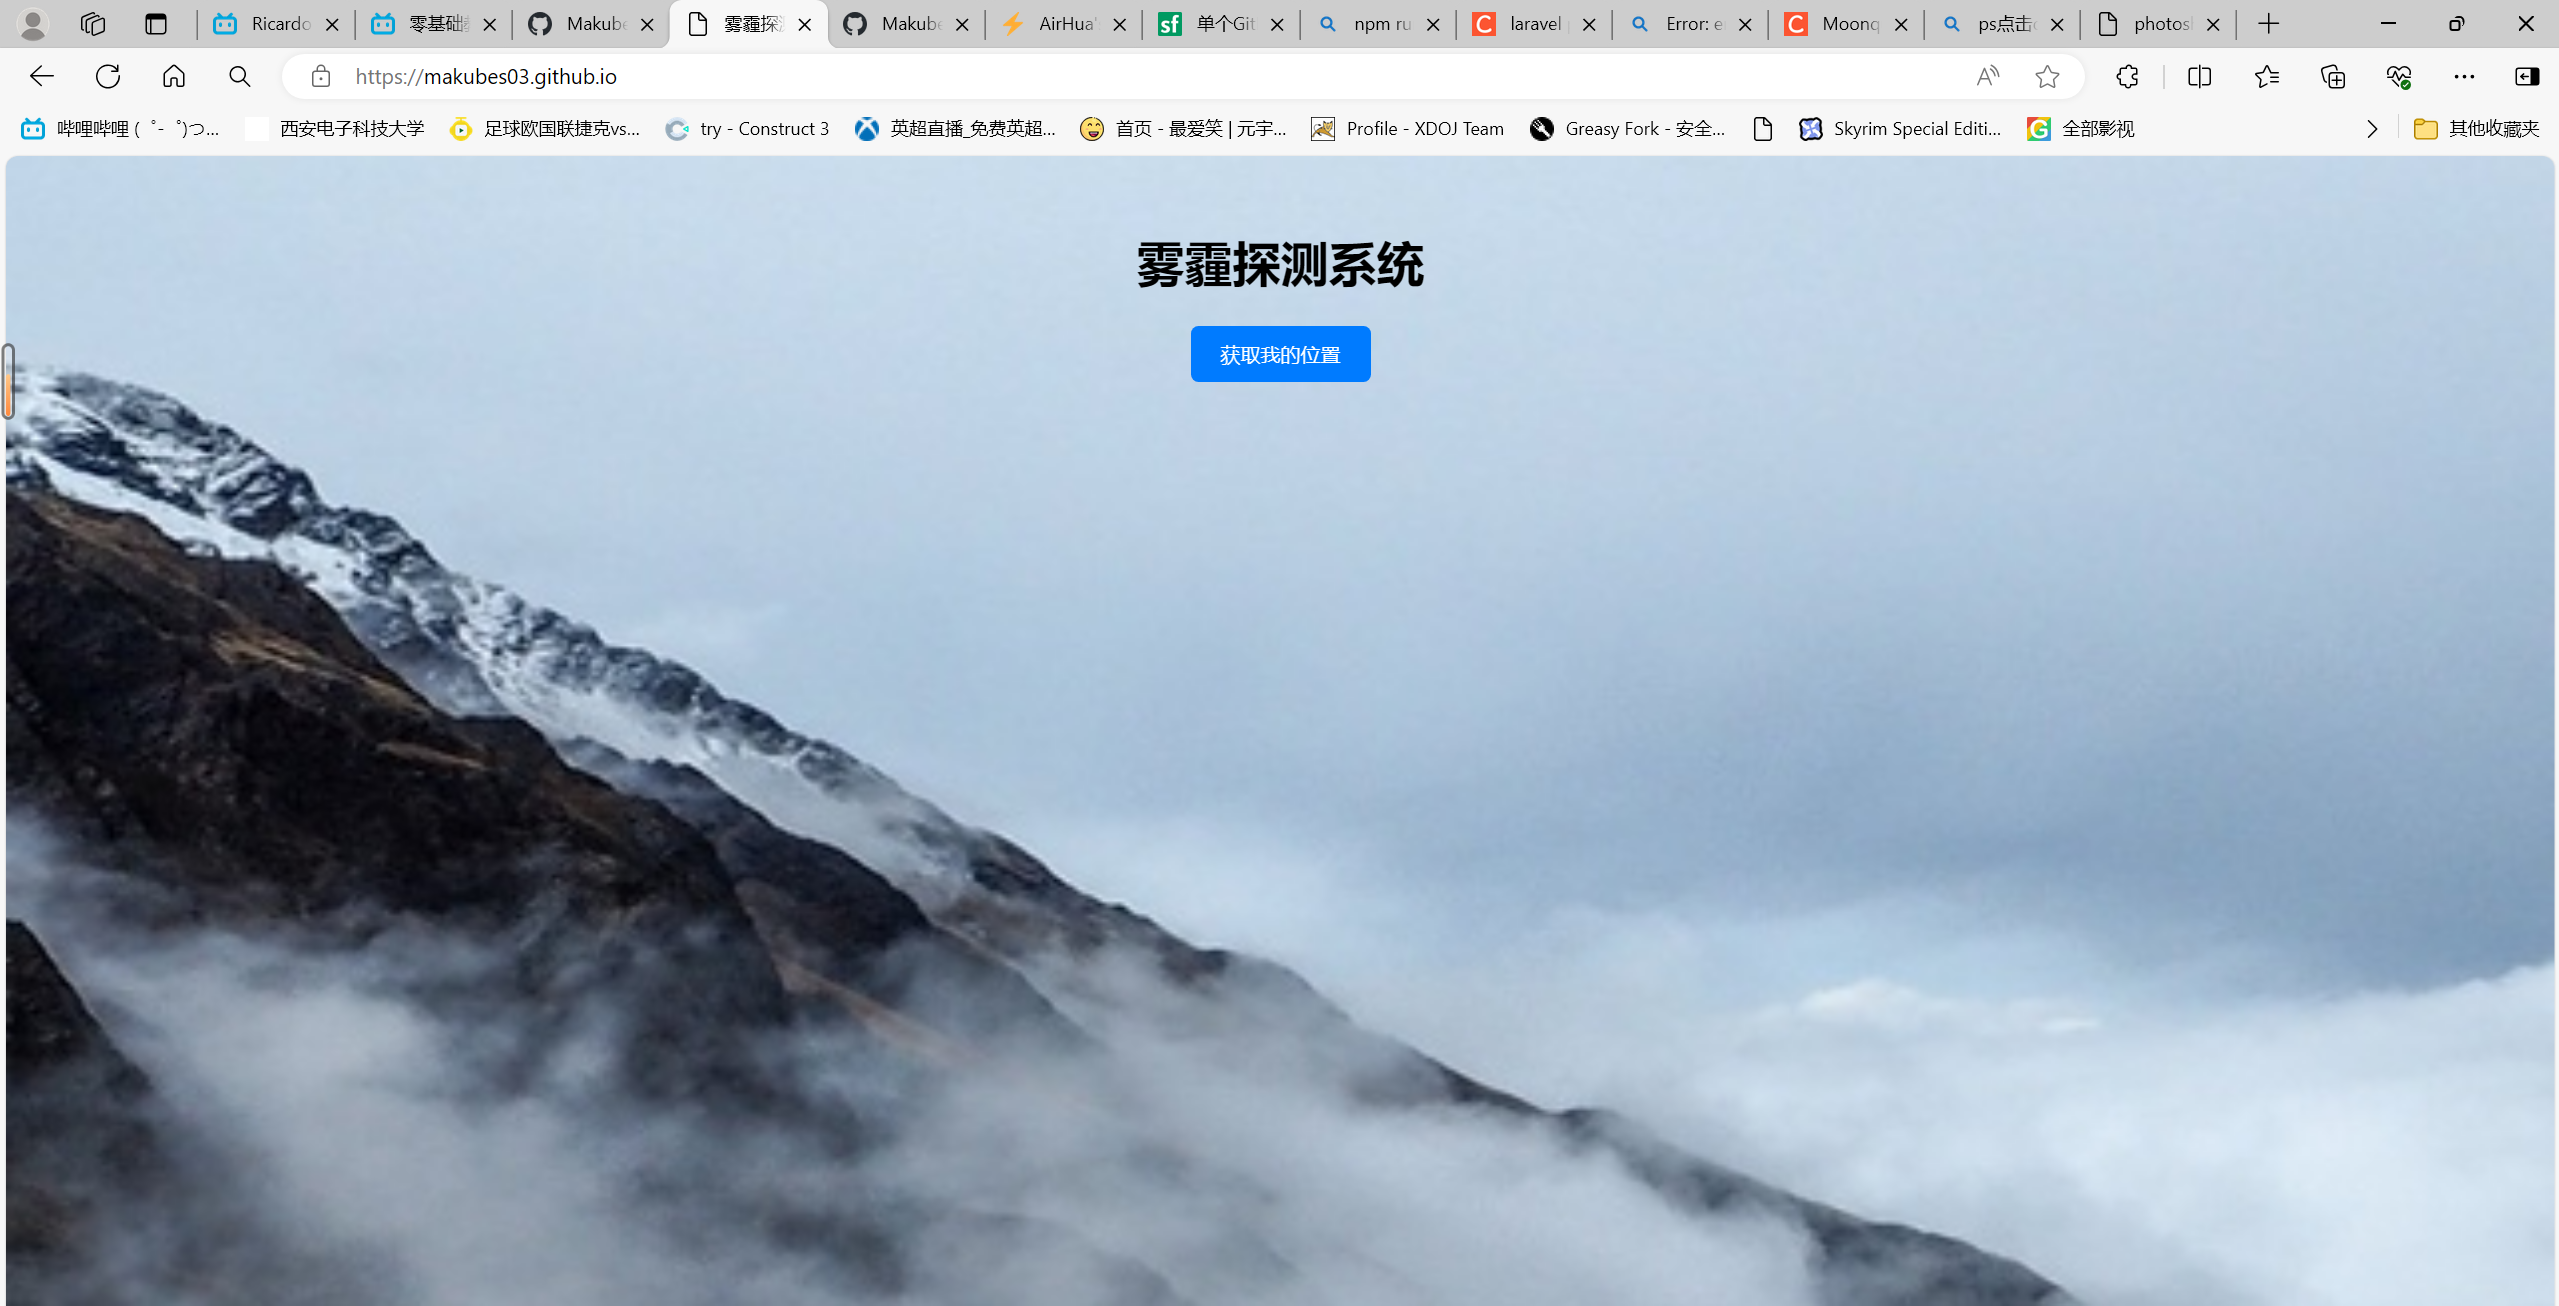 Ricardo
零基础
Makube
雾霾探
Makube
AirHua'
单个Git
npm ru
laravel
Error: e
Moonq
ps点击
photos
https://makubes03.github.io
哔哩哔哩 (゜-゜)つ...
西安电子科技大学
足球欧国联捷克vs...
try - Construct 3
英超直播_免费英超...
首页 - 最爱笑 | 元宇...
Profile - XDOJ Team
Greasy Fork - 安全...
Skyrim Special Editi...
全部影视
其他收藏夹
雾霾探测系统
获取我的位置